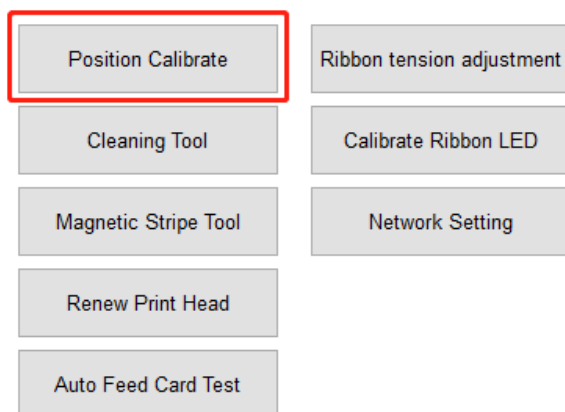 Position Calibrate
Ribbon tension adjustment
Cleaning Tool
Calibrate Ribbon LED
Magnetic Stripe Tool
Network Setting
Renew Print Head
Auto Feed Card Test